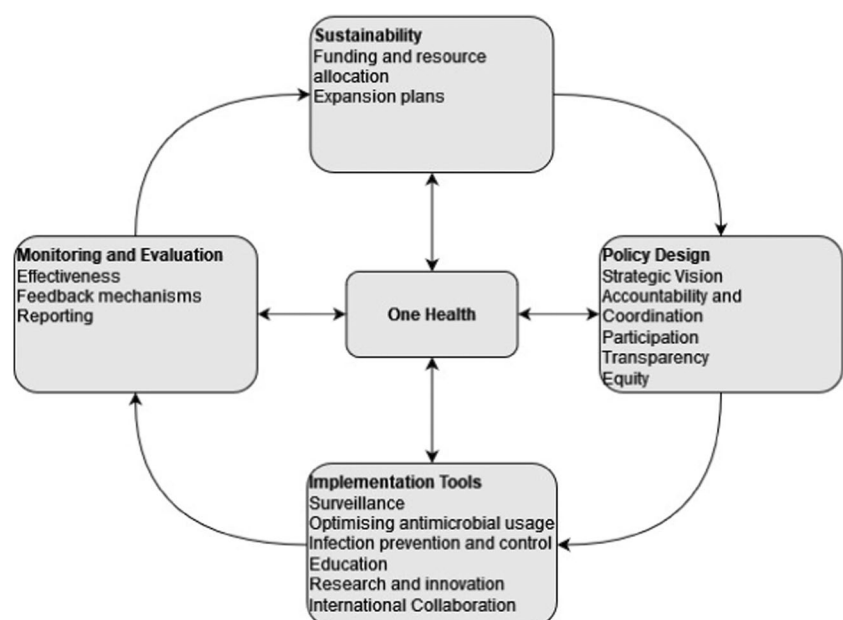 Sustainability
Funding and resource
allocation
Expansion plans
Monitoring and Evaluation
Effectiveness
Feedback mechanisms
Reporting
One Health
Policy Design
Strategic Vision
Accountability and
Coordination
Participation
Transparency
Equity
Implementation Tools
Surveillance
Optimising antimicrobial usage
Infection prevention and control
Education
Research and innovation
International Collaboration